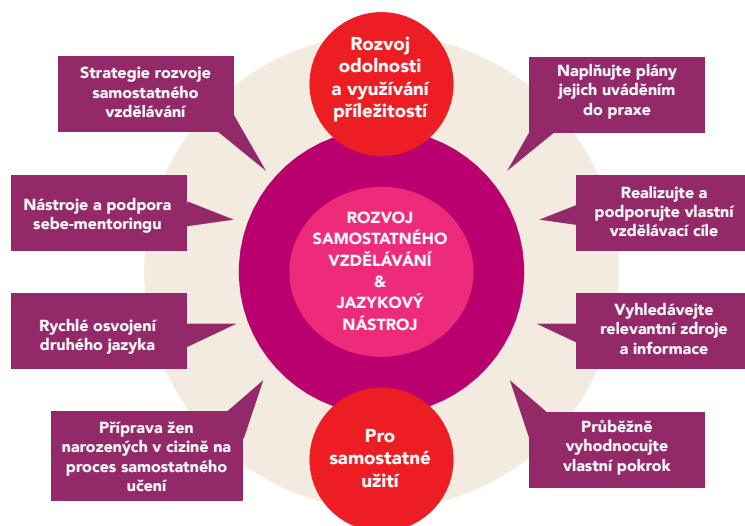 Rozvoj
odolnosti
a využívání
příležitostí
Strategie rozvoje
samostatného
vzdělávání
Nástroje a podpora
sebe-mentoringu
Rychlé osvojení
druhého jazyka
Příprava žen
narozených v cizině na
proces samostatného
učení
ROZVOJ
SAMOSTATNÉHO
VZDĚLÁVÁNÍ
&
JAZYKOVÝ
NÁSTROJ
Naplňujte plány
jejich uváděním
do praxe
Realizujte a
podporujte vlastní
vzdělávací cíle
Vyhledávejte
relevantní zdroje
a informace
Průběžně
vyhodnocujte
vlastní pokrok
Pro
samostatné
užití